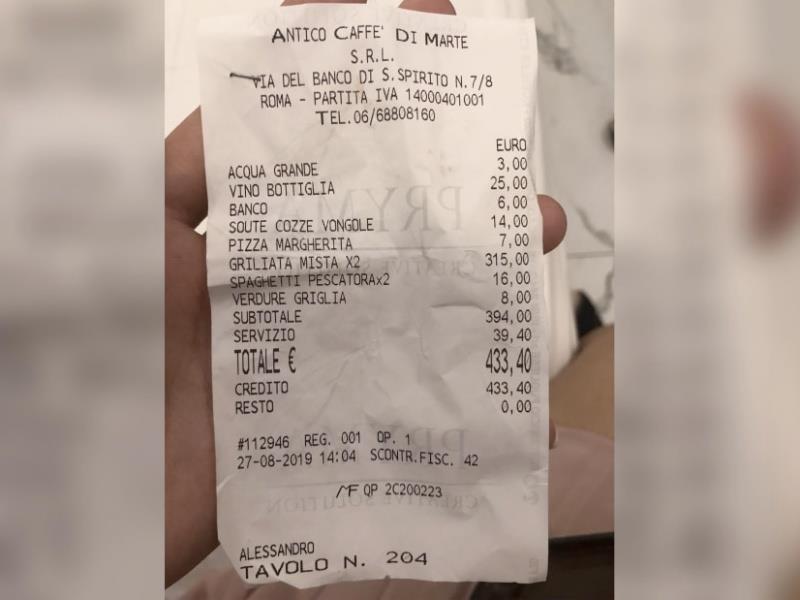 ANTICO CAFFE' DI MARTE
S.R.L.
VIA DEL BANCO DI S.SPIRITO N.7/8
ROMA - PARTITA IVA 14000401001
TEL.06/68808160
EURO
ACQUA GRANDE 3,00
VINO BOTTIGLIA 25,00
BANCO 6,00
SOUTE COZZE VONGOLE 14,00
PIZZA MARGHERITA 7,00
GRILIATA MISTA X2 315,00
SPAGHETTI PESCATORAx2 16,00
VERDURE GRIGLIA 8,00
SUBTOTALE 394,00
SERVIZIO 39,40
TOTALE € 433,40
CREDITO 433,40
RESTO 0,00
#112946 REG. 001 OP. 1
27-08-2019 14:04 SCONTR.FISC. 42
QP 2C200223
ALESSANDRO
TAVOLO N. 204